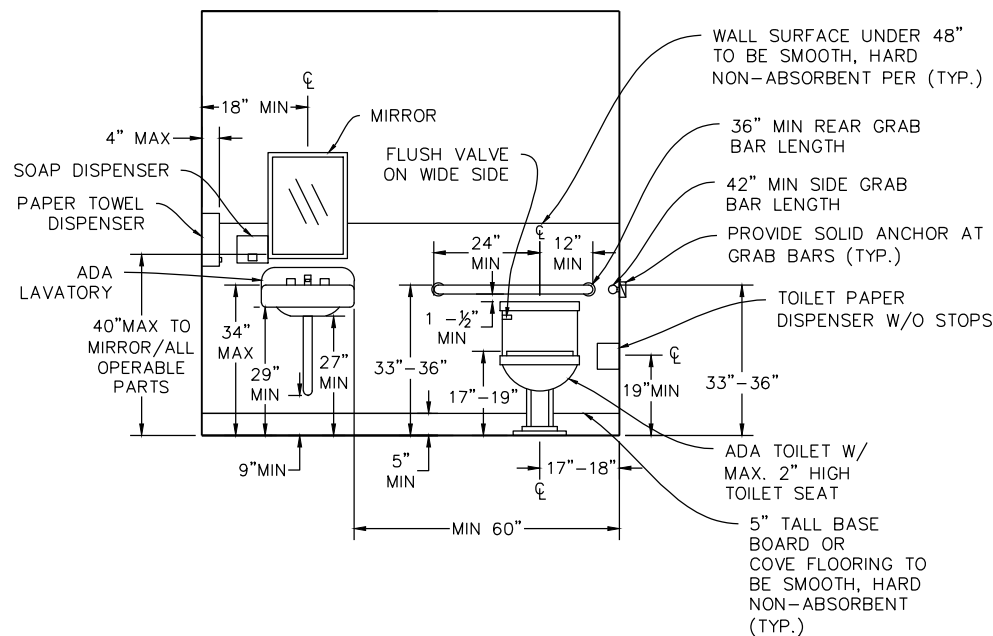 WALL SURFACE UNDER 48"
TO BE SMOOTH, HARD
NON-ABSORBENT PER (TYP.)
℄
18" MIN
4" MAX
MIRROR
SOAP DISPENSER
FLUSH VALVE
ON WIDE SIDE
36" MIN REAR GRAB
BAR LENGTH
PAPER TOWEL
DISPENSER
42" MIN SIDE GRAB
BAR LENGTH
℄
24"
MIN
12"
MIN
PROVIDE SOLID ANCHOR AT
GRAB BARS (TYP.)
ADA
LAVATORY
TOILET PAPER
DISPENSER W/O STOPS
40"MAX TO
MIRROR/ALL
OPERABLE
PARTS
34"
MAX
29"
MIN
27"
MIN
33"-36"
1 -½"
MIN
17"-19"
℄
19"MIN
33"-36"
9"MIN
5"
MIN
17"-18"
℄
ADA TOILET W/
MAX. 2" HIGH
TOILET SEAT
MIN 60"
5" TALL BASE
BOARD OR
COVE FLOORING TO
BE SMOOTH, HARD
NON-ABSORBENT
(TYP.)